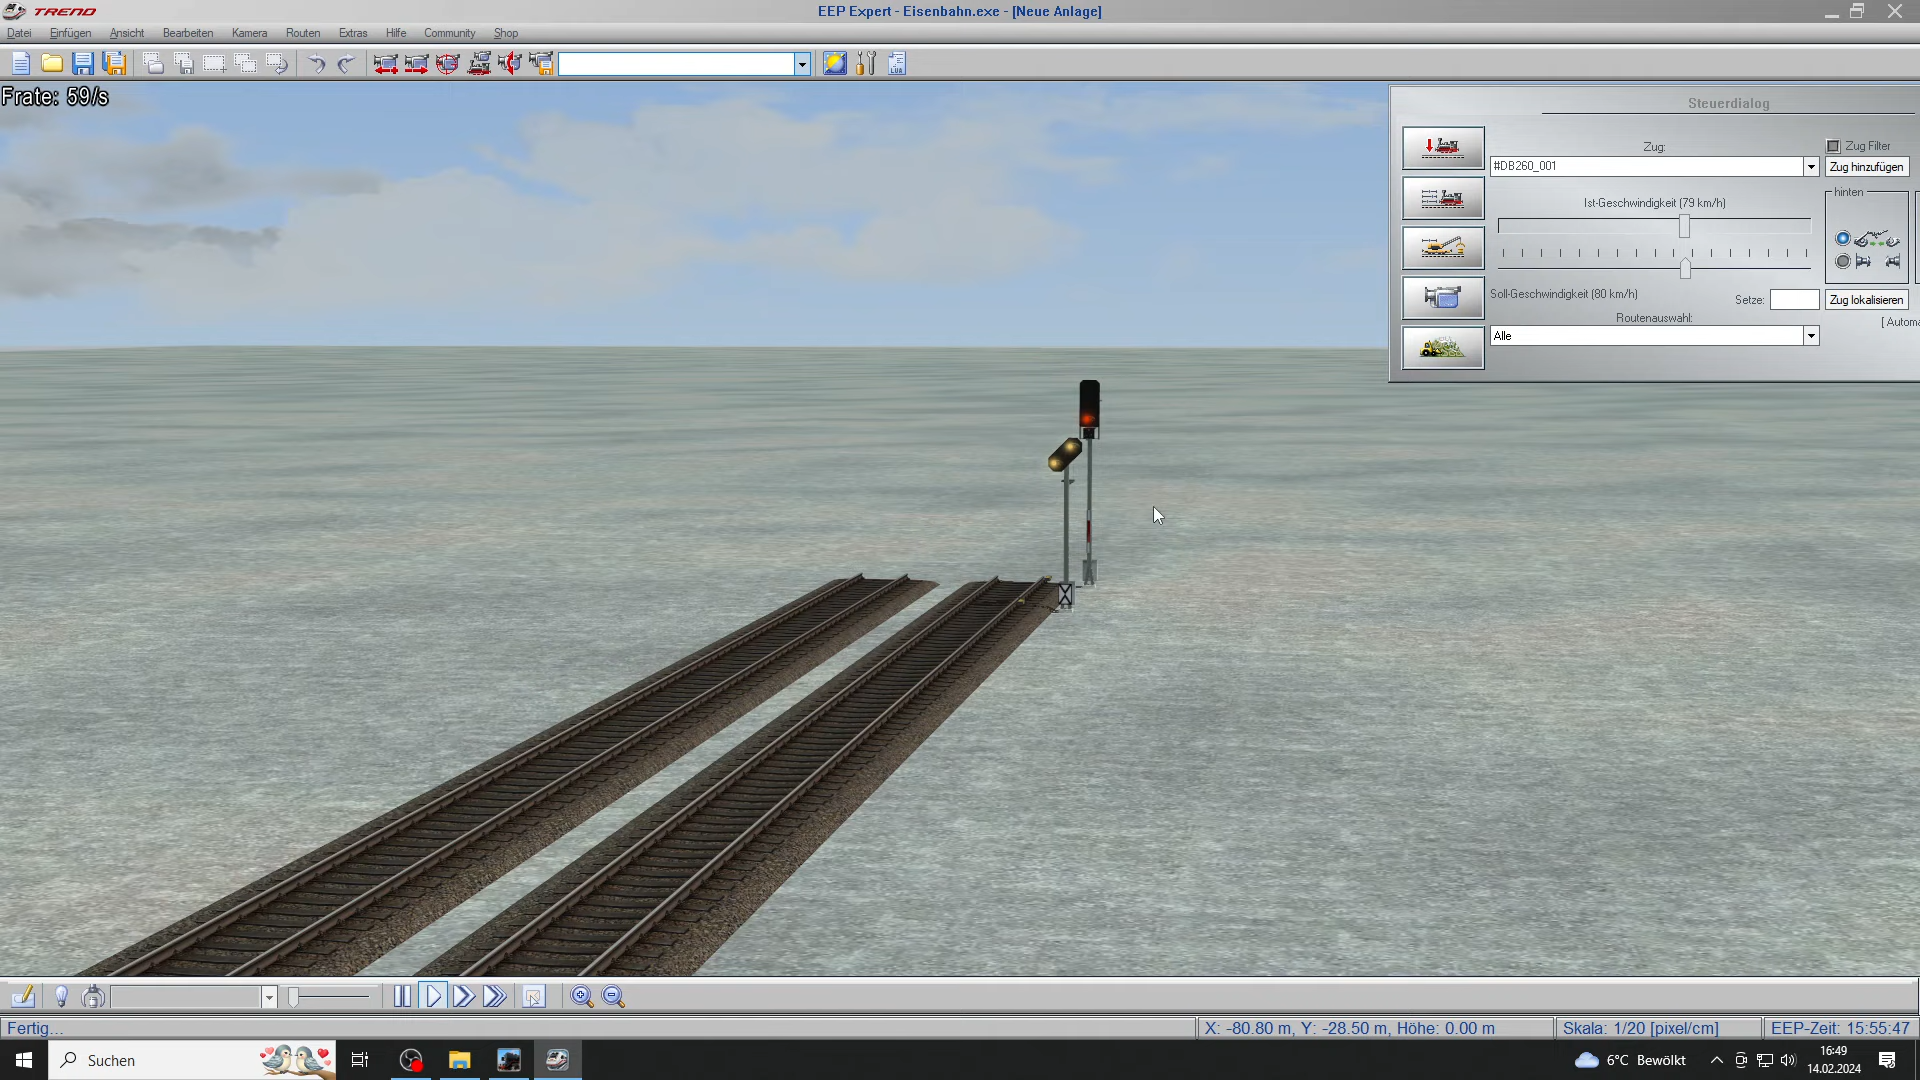 TREND
EEP Expert - Eisenbahn.exe - [Neue Anlage]
Datei Einfügen Ansicht Bearbeiten Kamera Routen Extras Hilfe Community Shop
LUA
Frate: 59/s
Steuerdialog
Zug:
Zug Filter
#DB260_001
Zug hinzufügen
hinten
Ist-Geschwindigkeit (79 km/h)
Soll-Geschwindigkeit (80 km/h)
Setze:
Zug lokalisieren
Routenauswahl:
[ Automa
Alle
Fertig...
X: -80.80 m, Y: -28.50 m, Höhe: 0.00 m
Skala: 1/20 [pixel/cm]
EEP-Zeit: 15:55:47
Suchen
6°C Bewölkt
16:49
14.02.2024